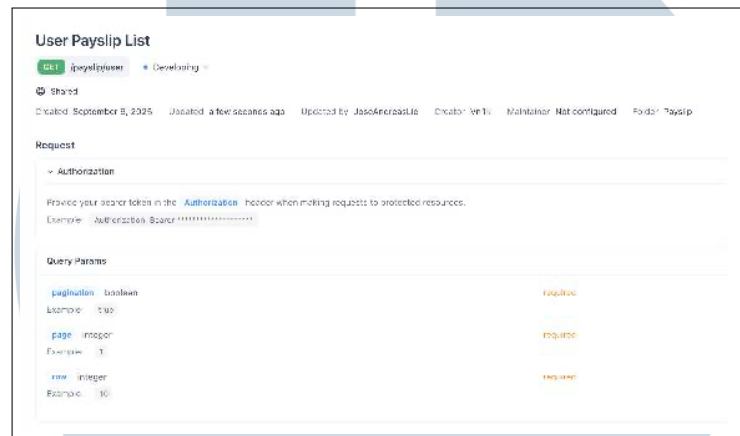 User Payslip List
GET /payslip/user Developing
Shared
Created September 8, 2025 Updated a few seconds ago Updated by JoseAndreasLie Creator Maintainer Not configured Folder Payslip
Request
Authorization
Provide your bearer token in the Authorization header when making requests to protected resources.
Example: Authorization: Bearer ********************
Query Params
pagination boolean required
Example: true
page integer required
Example: 1
row integer required
Example: 10